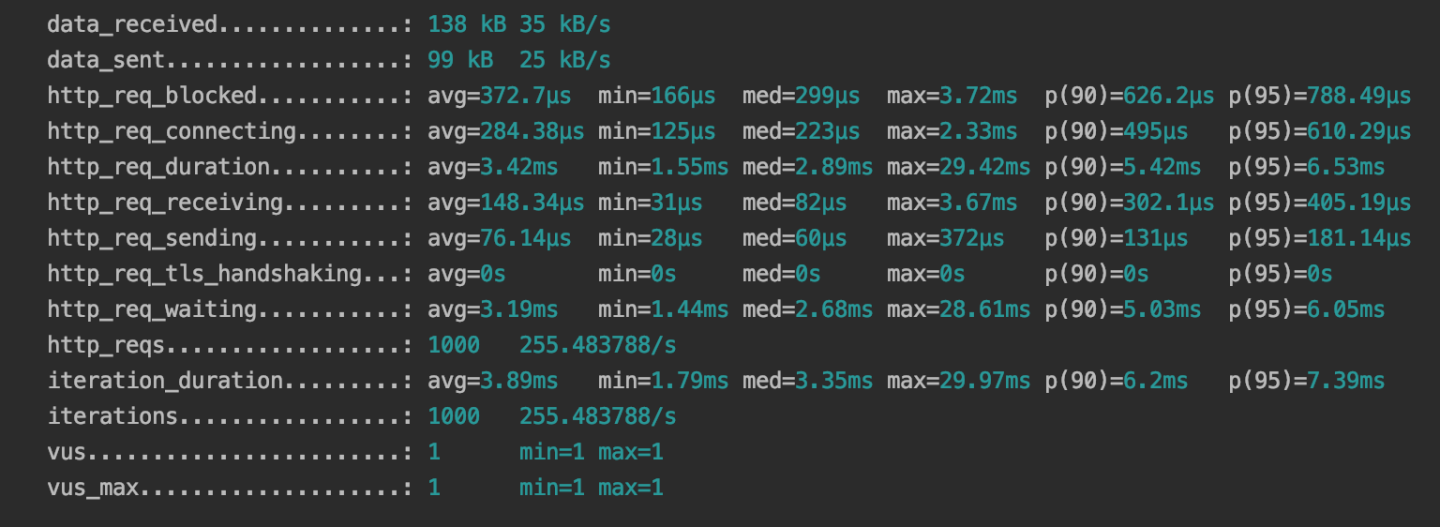 data_received..............: 138 kB 35 kB/s
data_sent..................: 99 kB  25 kB/s
http_req_blocked...........: avg=372.7µs  min=166µs  med=299µs  max=3.72ms  p(90)=626.2µs p(95)=788.49µs
http_req_connecting........: avg=284.38µs min=125µs  med=223µs  max=2.33ms  p(90)=495µs   p(95)=610.29µs
http_req_duration..........: avg=3.42ms   min=1.55ms med=2.89ms max=29.42ms p(90)=5.42ms  p(95)=6.53ms
http_req_receiving.........: avg=148.34µs min=31µs   med=82µs   max=3.67ms  p(90)=302.1µs p(95)=405.19µs
http_req_sending...........: avg=76.14µs  min=28µs   med=60µs   max=372µs   p(90)=131µs   p(95)=181.14µs
http_req_tls_handshaking...: avg=0s       min=0s     med=0s     max=0s      p(90)=0s      p(95)=0s
http_req_waiting...........: avg=3.19ms   min=1.44ms med=2.68ms max=28.61ms p(90)=5.03ms  p(95)=6.05ms
http_reqs..................: 1000   255.483788/s
iteration_duration.........: avg=3.89ms   min=1.79ms med=3.35ms max=29.97ms p(90)=6.2ms   p(95)=7.39ms
iterations.................: 1000   255.483788/s
vus........................: 1      min=1 max=1
vus_max....................: 1      min=1 max=1